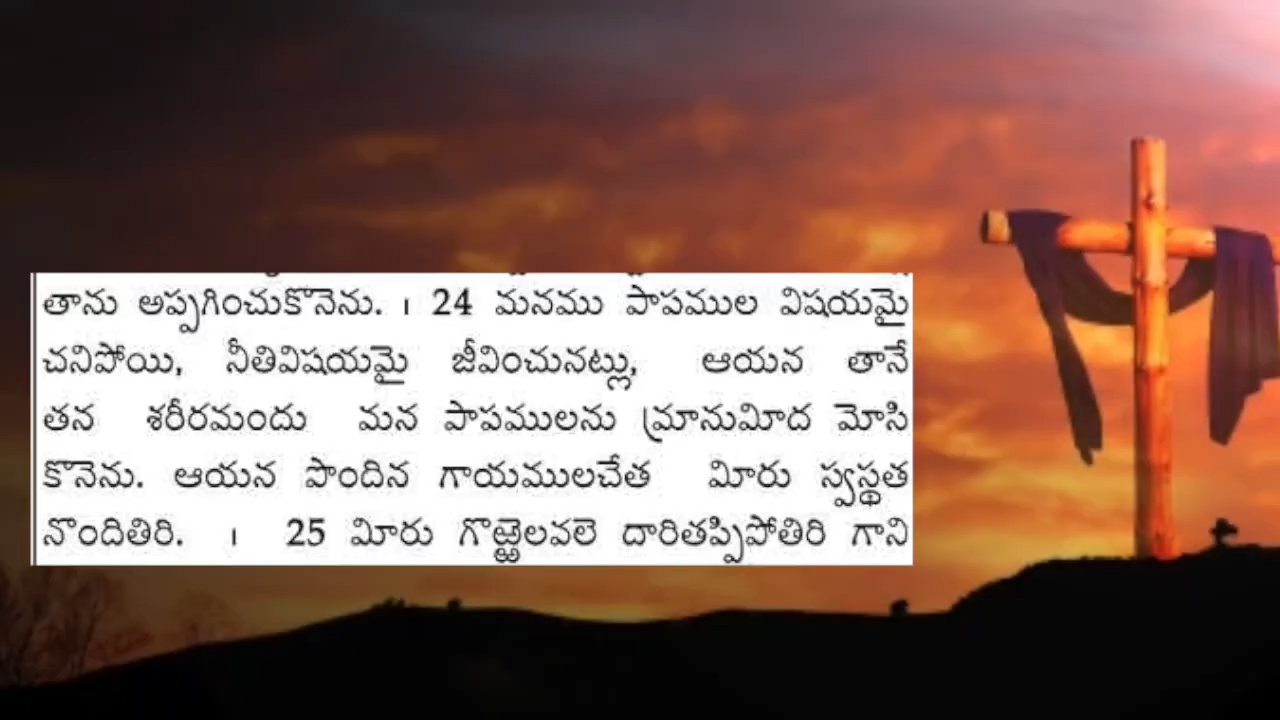 తాను అప్పగించుకొనెను. । 24 మనము పాపముల విషయమై
చనిపోయి, నీతివిషయమై జీవించునట్లు, ఆయన తానే
తన శరీరమందు మన పాపములను మ్రానుమీద మోసి
కొనెను. ఆయన పొందిన గాయములచేత మీరు స్వస్థత
నొందితిరి. । 25 మీరు గొఱ్ఱెలవలె దారితప్పిపోతిరి గాని